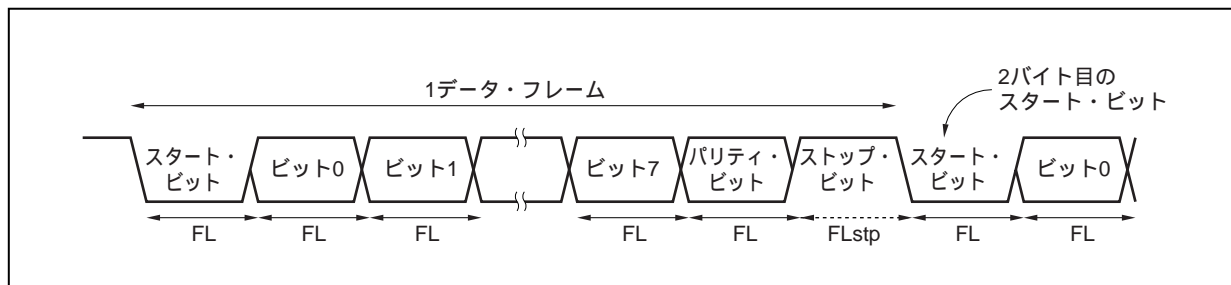 1データ・フレーム
2バイト目の
スタート・ビット
スタート・
ビット
ビット0
ビット1
ビット7
パリティ・
ビット
ストップ・
ビット
スタート・
ビット
ビット0
FL
FL
FL
FL
FL
FLstp
FL
FL